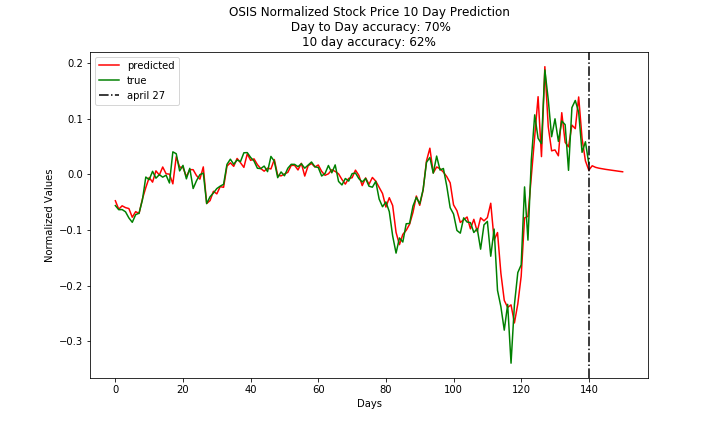 OSIS Normalized Stock Price 10 Day Prediction
Day to Day accuracy: 70%
10 day accuracy: 62%
predicted
true
april 27
Normalized Values
0.2
0.1
0.0
−0.1
−0.2
−0.3
0 20 40 60 80 100 120 140
Days